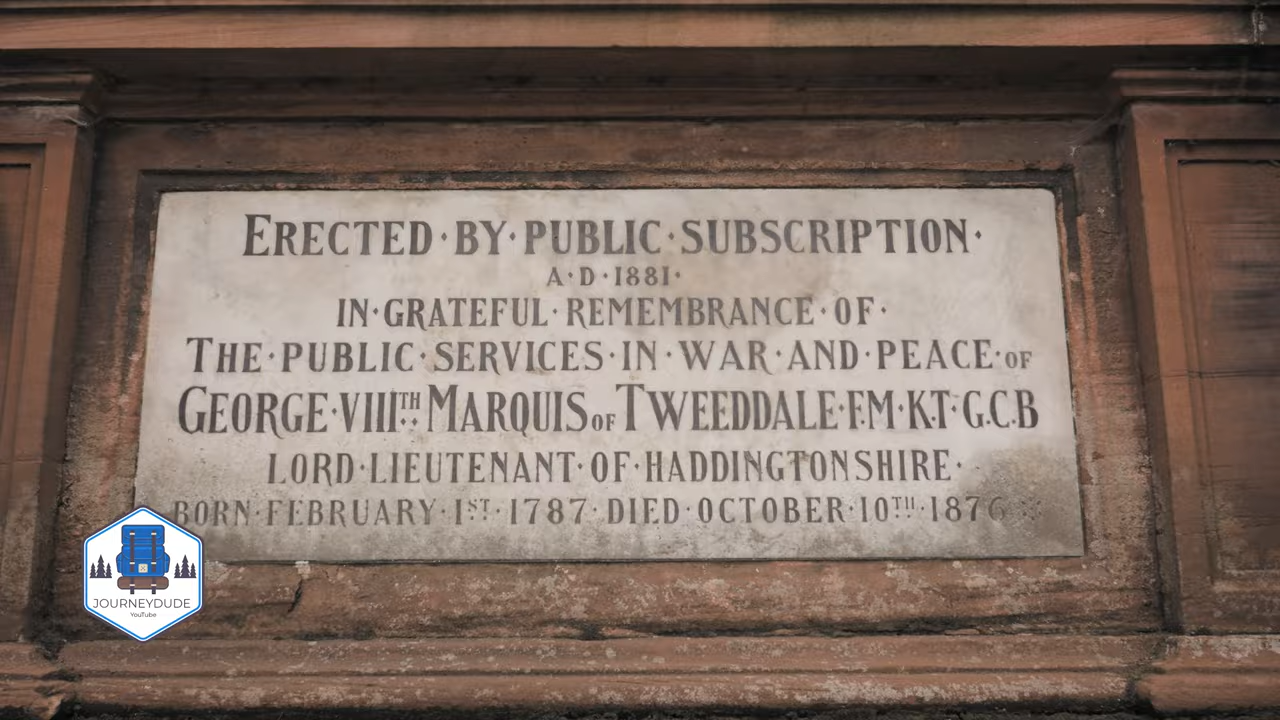 ERECTED·BY·PUBLIC·SUBSCRIPTION·
A·D·1881·
IN·GRATEFUL·REMEMBRANCE·OF·
THE·PUBLIC·SERVICES·IN·WAR·AND·PEACE·OF
GEORGE·VIIITH MARQUIS OF TWEEDDALE·F.M·K.T·G.C.B
LORD·LIEUTENANT·OF·HADDINGTONSHIRE·
BORN·FEBRUARY·1ST·1787·DIED·OCTOBER·10TH·1876
JOURNEYDUDE
YouTube